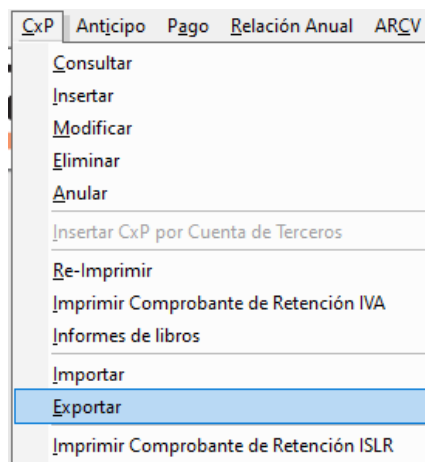 CxP Anticipo Pago Relación Anual ARCV
Consultar
Insertar
Modificar
Eliminar
Anular
Insertar CxP por Cuenta de Terceros
Re-Imprimir
Imprimir Comprobante de Retención IVA
Informes de libros
Importar
Exportar
Imprimir Comprobante de Retención ISLR